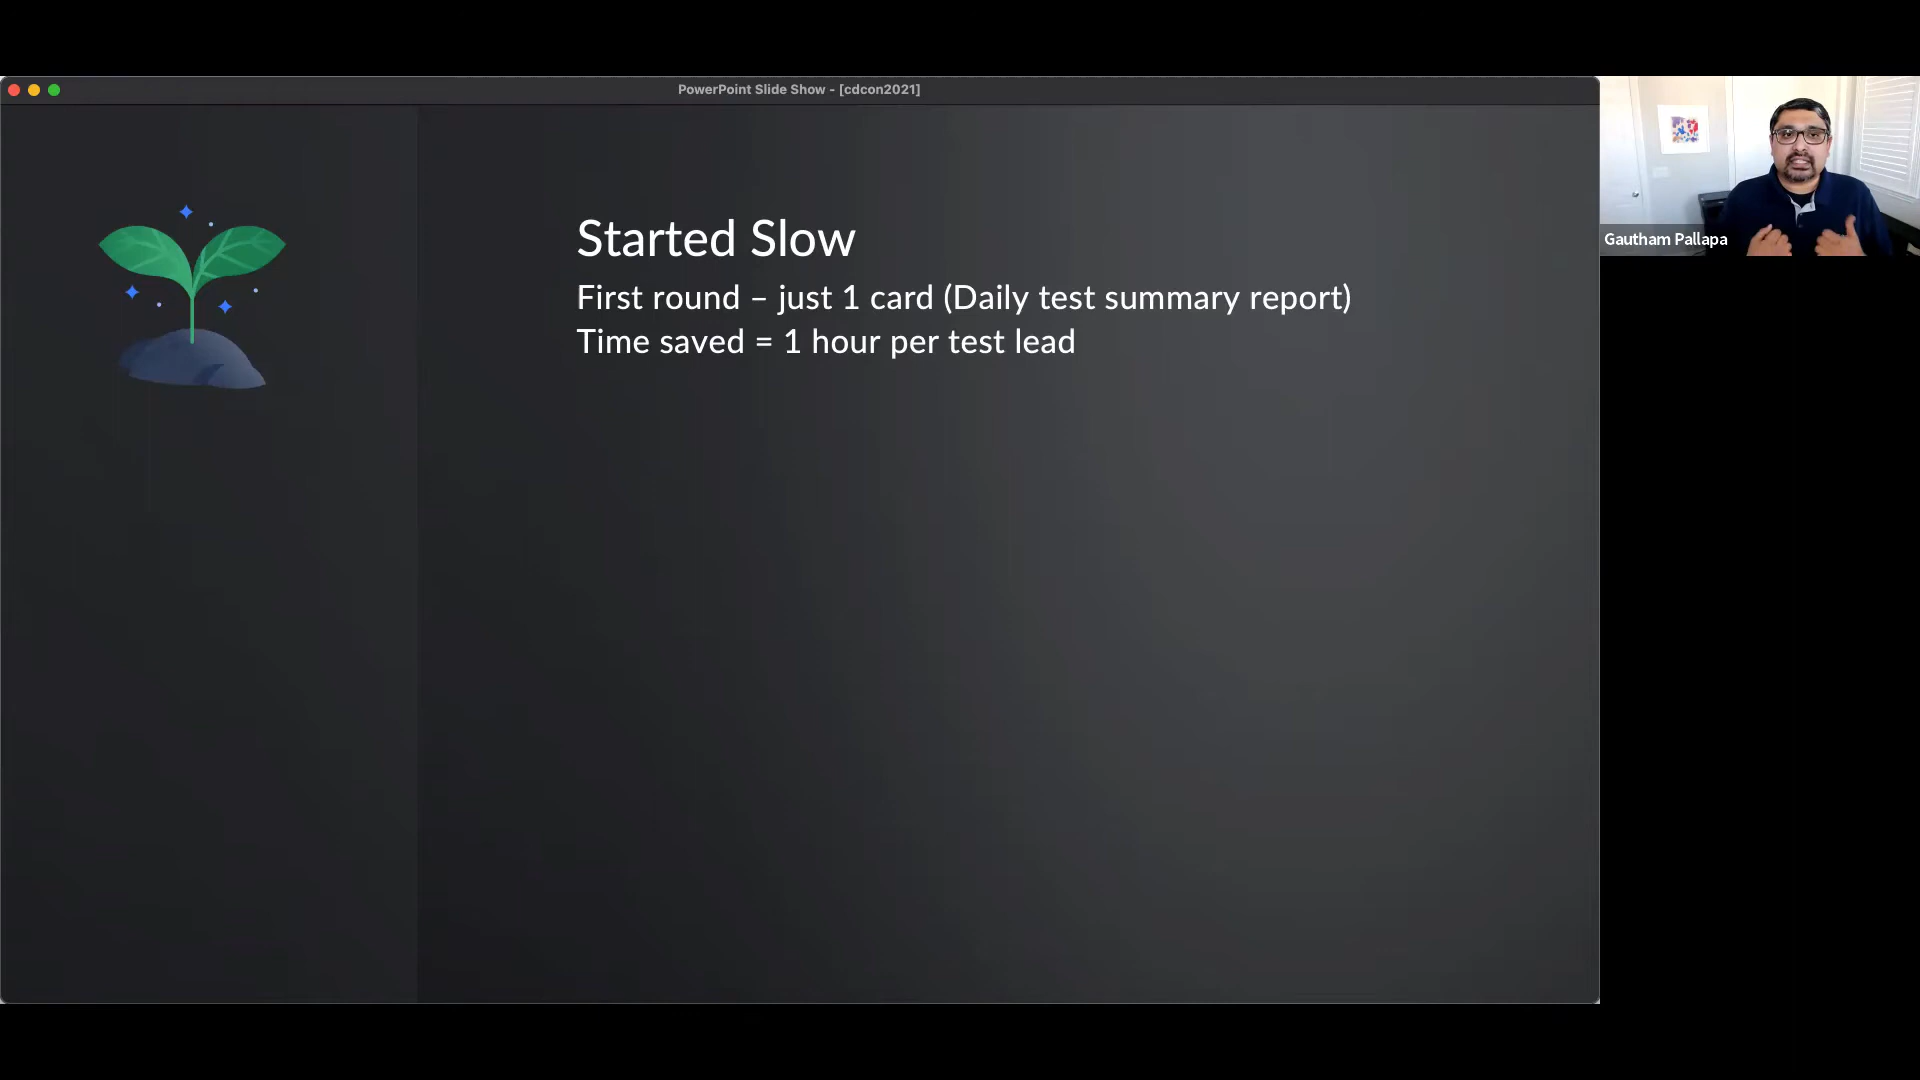 PowerPoint Slide Show - [cdcon2021]
Started Slow
First round – just 1 card (Daily test summary report)
Time saved = 1 hour per test lead
Gautham Pallapa